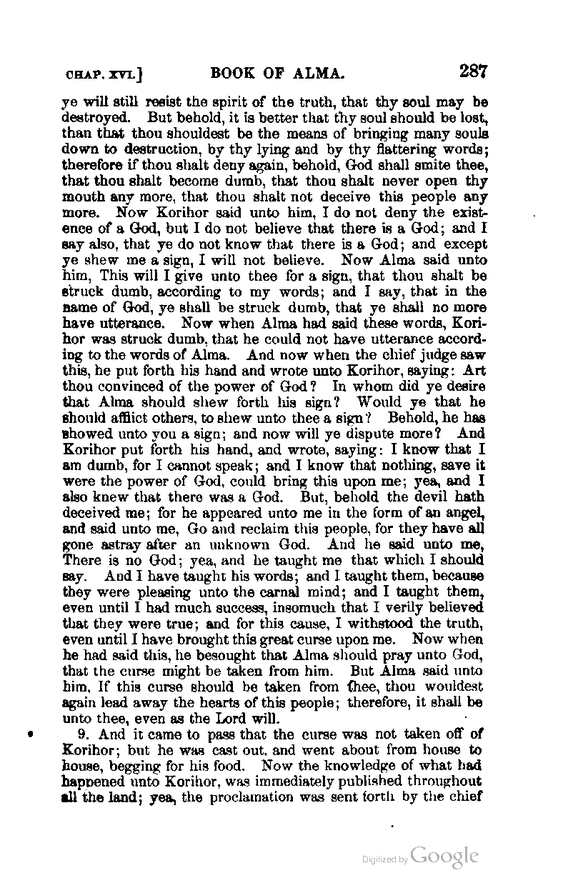 CHAP. XVI.] BOOK OF ALMA. 287
ye will still resist the spirit of the truth, that thy soul may be
destroyed. But behold, it is better that thy soul should be lost,
than that thou shouldest be the means of bringing many souls
down to destruction, by thy lying and by thy flattering words;
therefore if thou shalt deny again, behold, God shall smite thee,
that thou shalt become dumb, that thou shalt never open thy
mouth any more, that thou shalt not deceive this people any
more. Now Korihor said unto him, I do not deny the exist-
ence of a God, but I do not believe that there is a God; and I
say also, that ye do not know that there is a God; and except
ye shew me a sign, I will not believe. Now Alma said unto
him, This will I give unto thee for a sign, that thou shalt be
struck dumb, according to my words; and I say, that in the
name of God, ye shall be struck dumb, that ye shall no more
have utterance. Now when Alma had said these words, Kori-
hor was struck dumb, that he could not have utterance accord-
ing to the words of Alma. And now when the chief judge saw
this, he put forth his hand and wrote unto Korihor, saying: Art
thou convinced of the power of God? In whom did ye desire
that Alma should shew forth his sign? Would ye that he
should afflict others, to shew unto thee a sign? Behold, he has
showed unto you a sign; and now will ye dispute more? And
Korihor put forth his hand, and wrote, saying: I know that I
am dumb, for I cannot speak; and I know that nothing, save it
were the power of God, could bring this upon me; yea, and I
also knew that there was a God. But, behold the devil hath
deceived me; for he appeared unto me in the form of an angel,
and said unto me, Go and reclaim this people, for they have all
gone astray after an unknown God. And he said unto me,
There is no God; yea, and he taught me that which I should
say. And I have taught his words; and I taught them, because
they were pleasing unto the carnal mind; and I taught them,
even until I had much success, insomuch that I verily believed
that they were true; and for this cause, I withstood the truth,
even until I have brought this great curse upon me. Now when
he had said this, he besought that Alma should pray unto God,
that the curse might be taken from him. But Alma said unto
him, If this curse should be taken from thee, thou wouldest
again lead away the hearts of this people; therefore, it shall be
unto thee, even as the Lord will.
9. And it came to pass that the curse was not taken off of
Korihor; but he was cast out, and went about from house to
house, begging for his food. Now the knowledge of what had
happened unto Korihor, was immediately published throughout
all the land; yea, the proclamation was sent forth by the chief
Digitized by Google